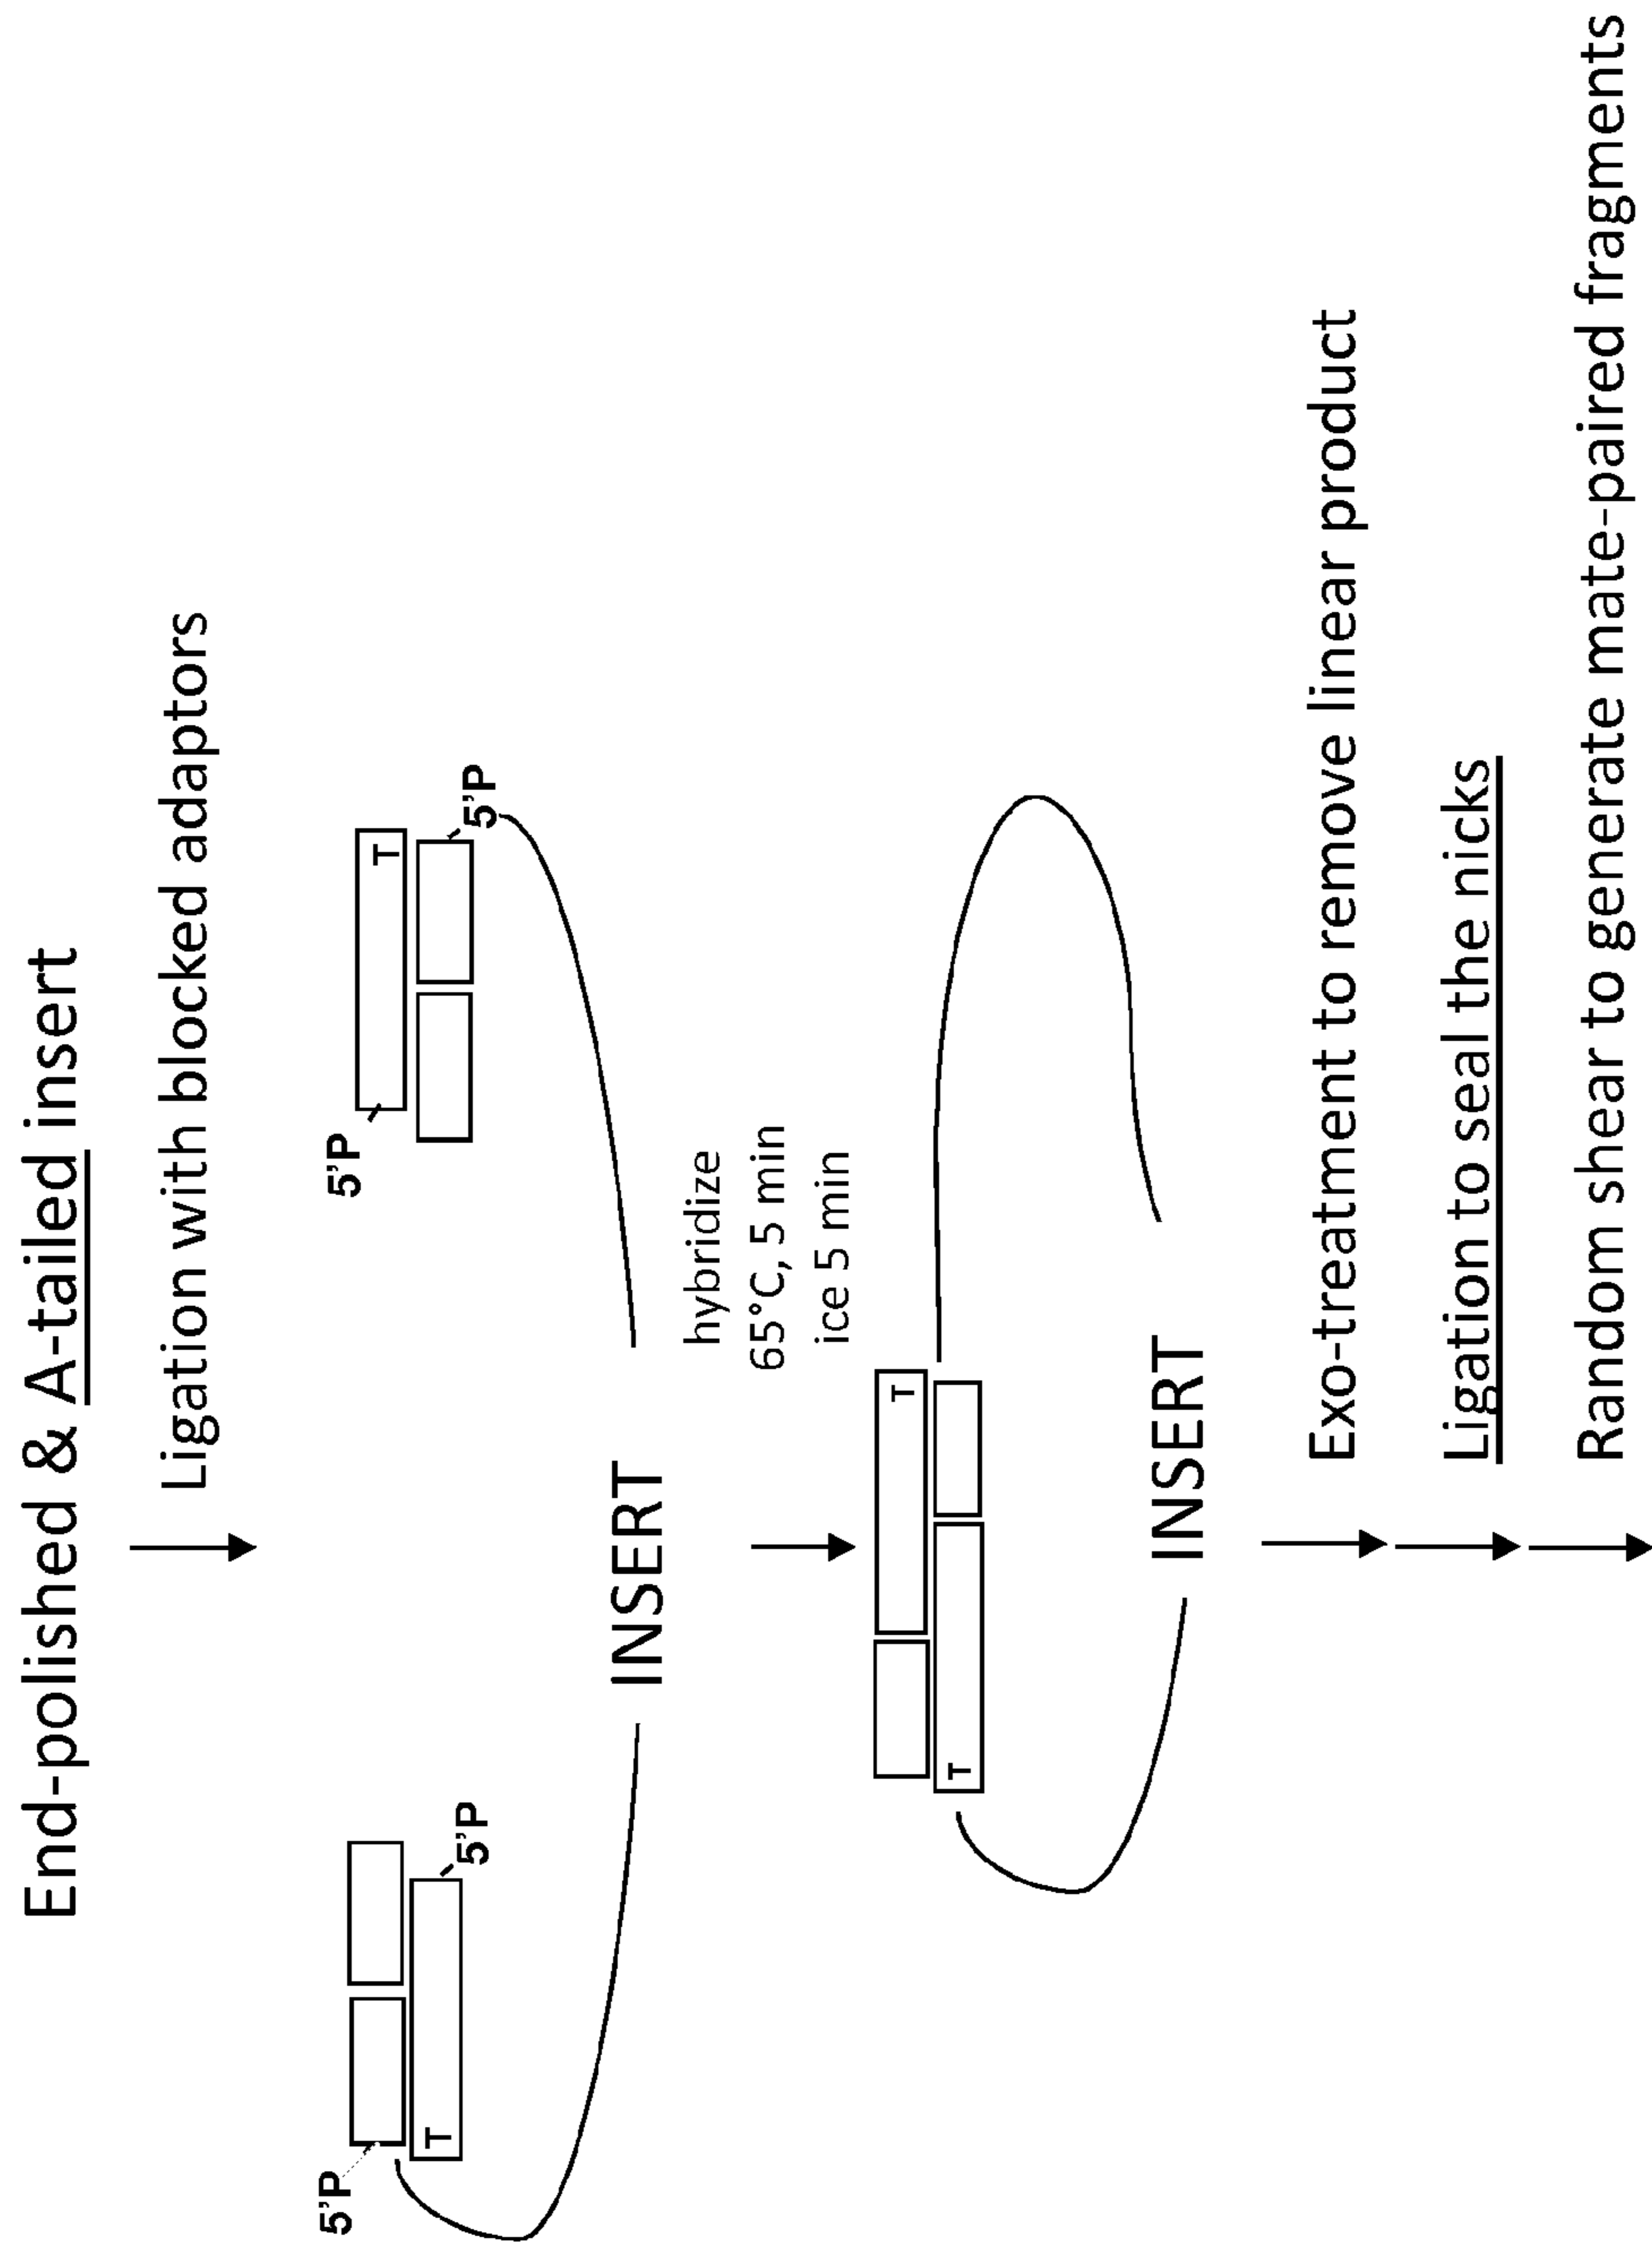 End-polished & A-tailed insert
Ligation with blocked adaptors
5'P
T
5'P
5'P
T
5'P
INSERT
hybridize
65°C, 5 min
ice 5 min
T
T
INSERT
Exo-treatment to remove linear product
Ligation to seal the nicks
Random shear to generate mate-paired fragments